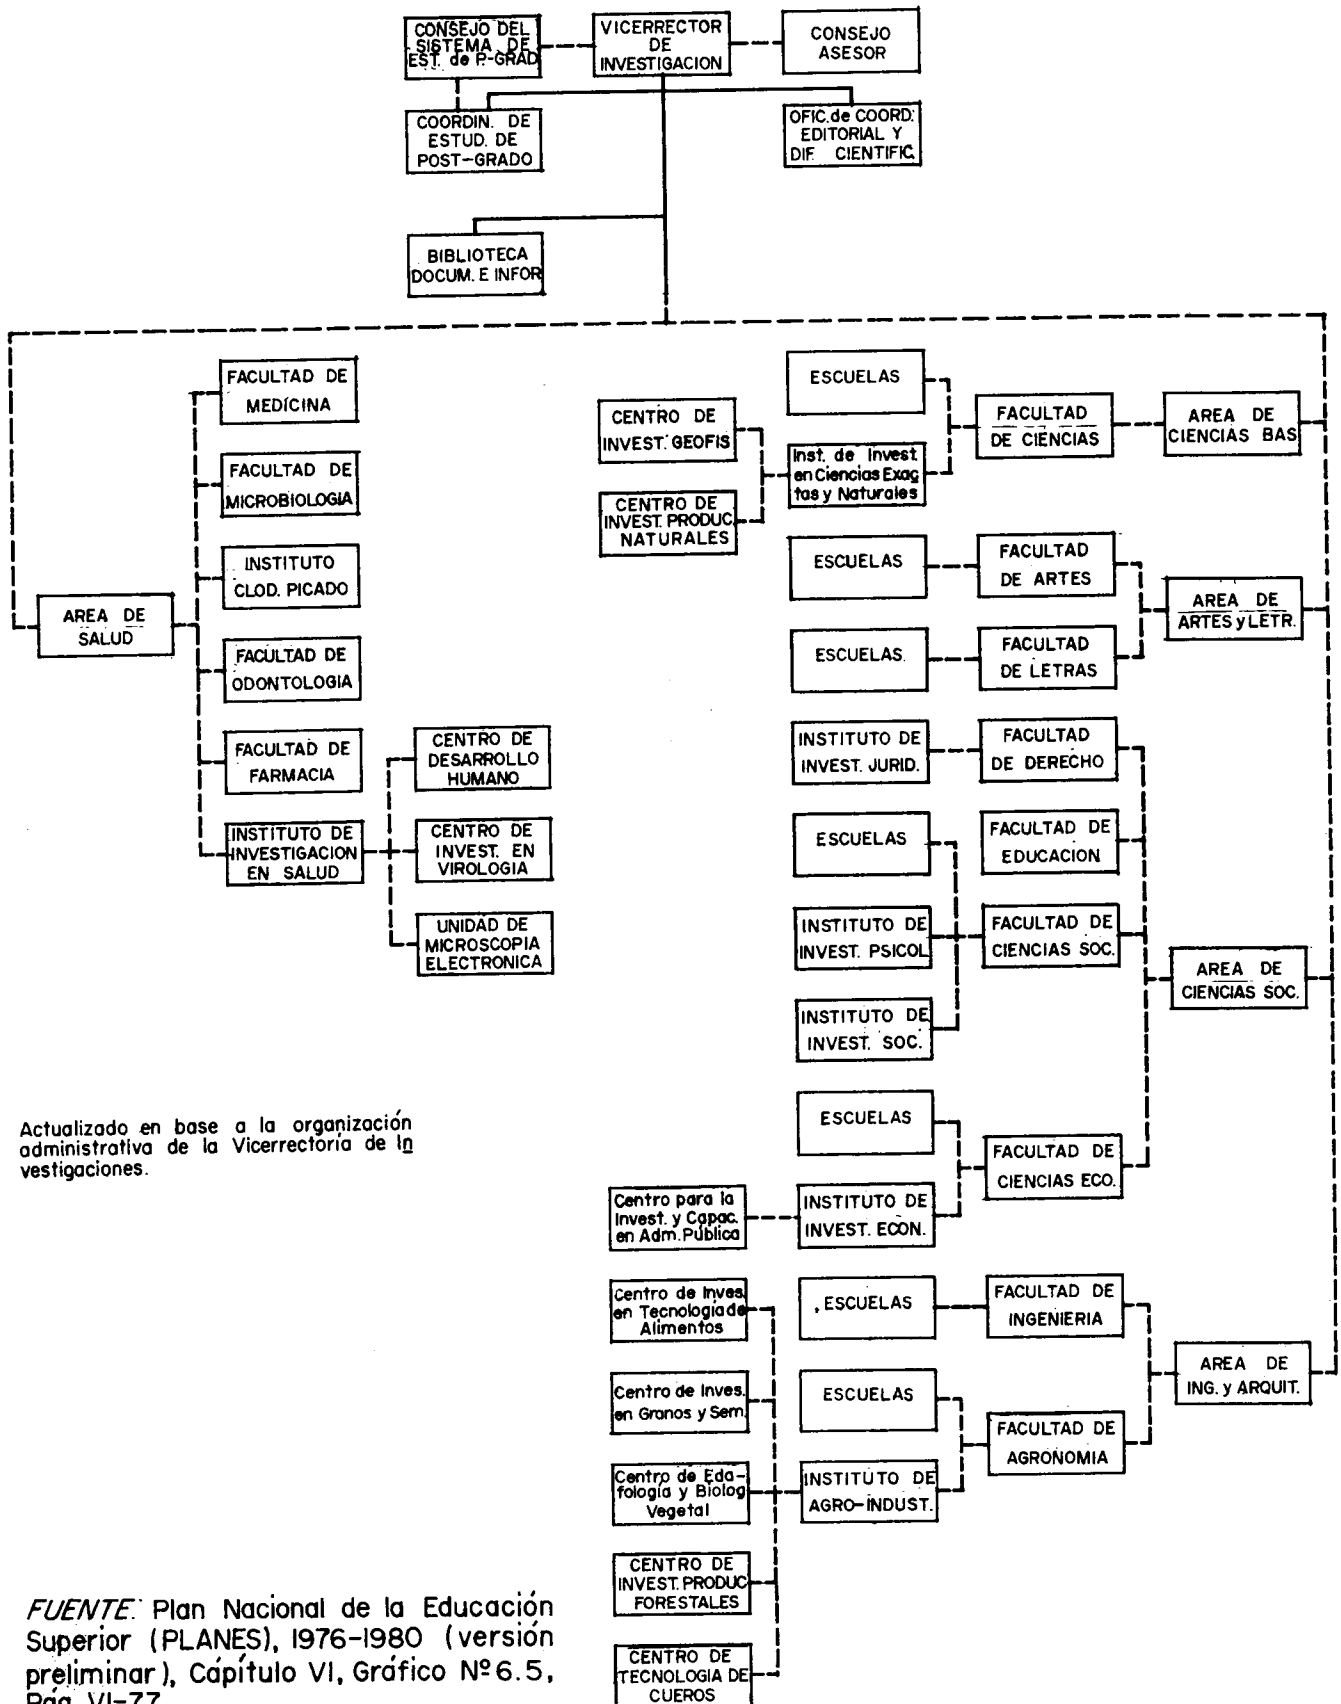 CONSEJO DEL
SISTEMA DE
EST. de P.-GRAD
VICERRECTOR
DE
INVESTIGACION
CONSEJO
ASESOR
COORDIN. DE
ESTUD. DE
POST-GRADO
OFIC. de COORD.
EDITORIAL Y
DIF. CIENTIFIC.
BIBLIOTECA
DOCUM. E INFOR
AREA DE
SALUD
FACULTAD DE
MEDICINA
FACULTAD DE
MICROBIOLOGIA
INSTITUTO
CLOD. PICADO
FACULTAD DE
ODONTOLOGIA
FACULTAD DE
FARMACIA
INSTITUTO DE
INVESTIGACION
EN SALUD
CENTRO DE
DESARROLLO
HUMANO
CENTRO DE
INVEST. EN
VIROLOGIA
UNIDAD DE
MICROSCOPIA
ELECTRONICA
ESCUELAS
CENTRO DE
INVEST. GEOFIS
Inst. de Invest
en Ciencias Exac
tas y Naturales
CENTRO DE
INVEST. PRODUC.
NATURALES
FACULTAD
DE CIENCIAS
AREA DE
CIENCIAS BAS
ESCUELAS
FACULTAD
DE ARTES
AREA DE
ARTES y LETR.
ESCUELAS
FACULTAD
DE LETRAS
INSTITUTO DE
INVEST. JURID.
FACULTAD
DE DERECHO
ESCUELAS
FACULTAD DE
EDUCACION
INSTITUTO DE
INVEST. PSICOL
FACULTAD DE
CIENCIAS SOC.
AREA DE
CIENCIAS SOC.
INSTITUTO DE
INVEST. SOC.
ESCUELAS
FACULTAD DE
CIENCIAS ECO.
Centro para la
Invest. y Capac.
en Adm. Pública
INSTITUTO DE
INVEST. ECON.
Centro de Inves.
en Tecnología de
Alimentos
ESCUELAS
FACULTAD DE
INGENIERIA
AREA DE
ING. y ARQUIT.
Centro de Inves.
en Granos y Sem.
ESCUELAS
FACULTAD DE
AGRONOMIA
Centro de Eda-
fología y Biolog
Vegetal
INSTITUTO DE
AGRO-INDUST.
CENTRO DE
INVEST. PRODUC
FORESTALES
CENTRO DE
TECNOLOGIA DE
CUEROS
Actualizado en base a la organización
administrativa de la Vicerrectoría de In
vestigaciones.
FUENTE: Plan Nacional de la Educación
Superior (PLANES), 1976-1980 (versión
preliminar), Cápítulo VI, Gráfico Nº 6.5,
Pág. VI-77